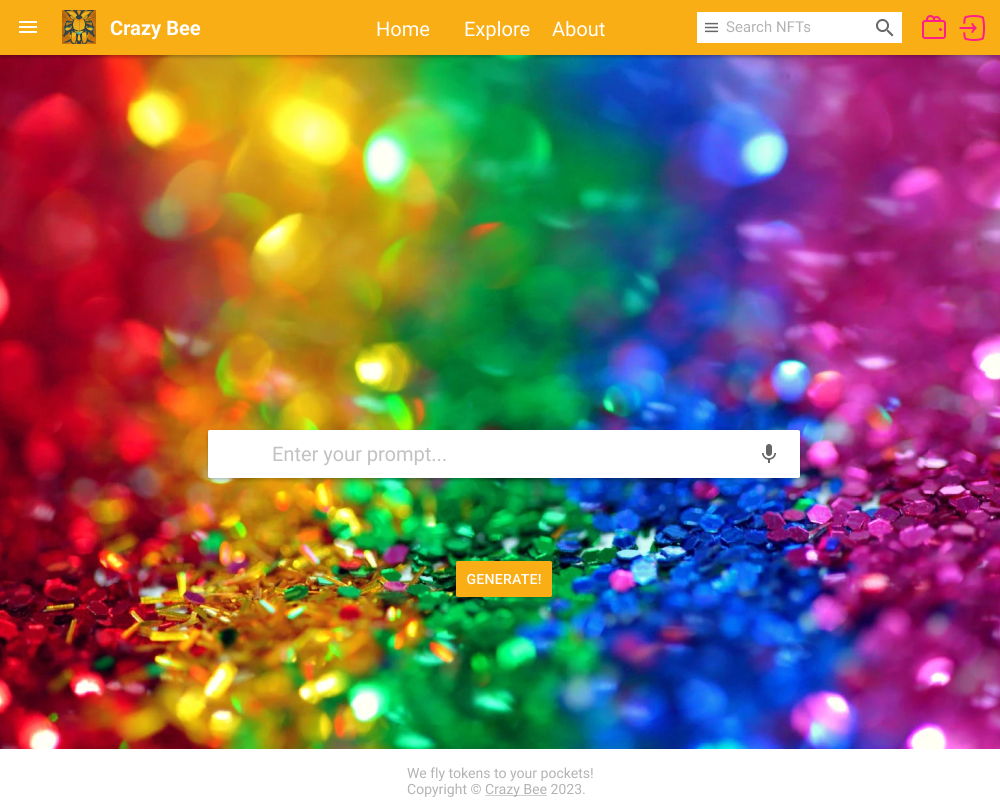 Crazy Bee
Home Explore About
Search NFTs
Enter your prompt...
GENERATE!
We fly tokens to your pockets!
Copyright © Crazy Bee 2023.